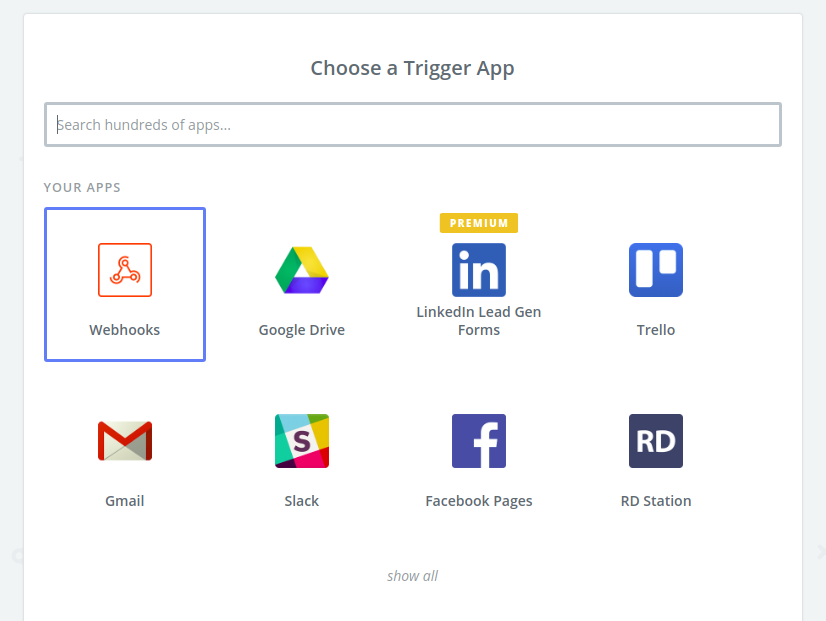 Choose a Trigger App
Search hundreds of apps...
YOUR APPS
PREMIUM
in
Webhooks
Google Drive
LinkedIn Lead Gen
Forms
Trello
S
f
RD
Gmail
Slack
Facebook Pages
RD Station
show all